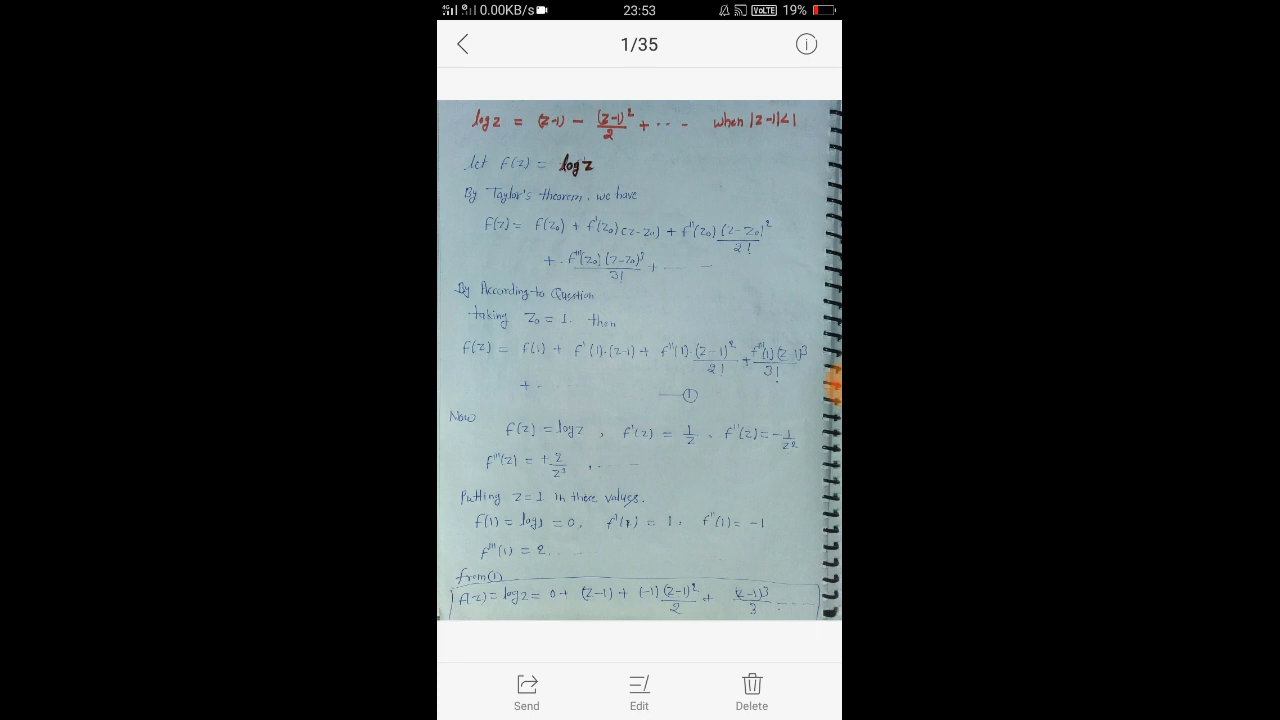 4G 0.00KB/s 23:53 VoLTE 19%
1/35
log z = (z-1) - (z-1)²/2 + ... when |z-1|<1
let f(z) = log z
By Taylor's theorem, we have
f(z) = f(z₀) + f'(z₀)(z-z₀) + f''(z₀)(z-z₀)²/2!
+ f'''(z₀)(z-z₀)³/3! + ......
By According to Question
taking z₀ = 1. then
f(z) = f(1) + f'(1)·(z-1) + f''(1)·(z-1)²/2! + f'''(1)(z-1)³/3!
+ ...... —①
Now
f(z) = log z , f'(z) = 1/z , f''(z) = -1/z²
f'''(z) = +2/z³ , ......
Putting z=1 in these values.
f(1) = log1 = 0, f'(1) = 1, f''(1) = -1
f'''(1) = 2. ......
from(1)
f(z) = log z = 0 + (z-1) + (-1)(z-1)²/2 + (z-1)³/3 ......
Send Edit Delete